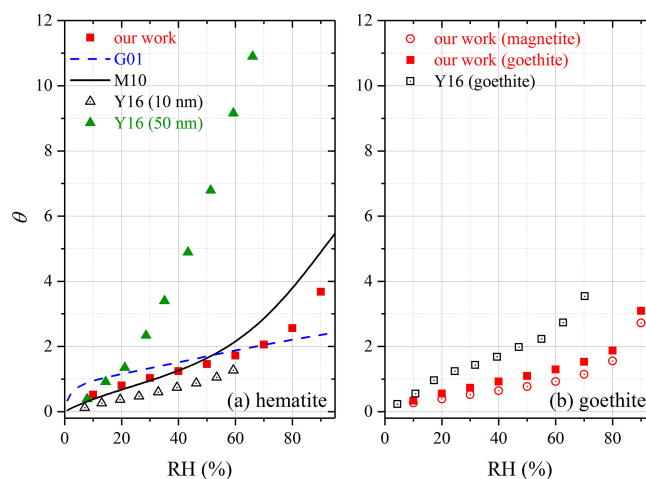 12
10
8
6
4
2
0
θ
our work
G01
M10
Y16 (10 nm)
Y16 (50 nm)
(a) hematite
0 20 40 60 80
RH (%)
12
10
8
6
4
2
0
our work (magnetite)
our work (goethite)
Y16 (goethite)
(b) goethite
0 20 40 60 80
RH (%)